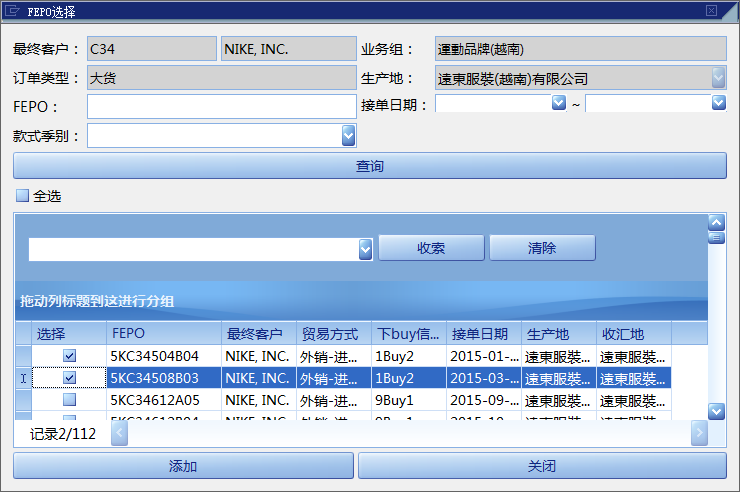 FEPO选择
最终客户： C34 NIKE, INC. 业务组： 運動品牌(越南)
订单类型： 大货 生产地： 遠東服裝(越南)有限公司
FEPO： 接单日期： ~
款式季别：
查询
全选
收索 清除
拖动列标题到这进行分组
选择 FEPO 最终客户 贸易方式 下buy信... 接单日期 生产地 收汇地
5KC34504B04 NIKE, INC. 外销-进... 1Buy2 2015-01-... 遠東服裝... 遠東服裝...
5KC34508B03 NIKE, INC. 外销-进... 1Buy2 2015-03-... 遠東服裝... 遠東服裝...
5KC34612A05 NIKE, INC. 外销-进... 9Buy1 2015-09-... 遠東服裝... 遠東服裝...
记录2/112
添加 关闭